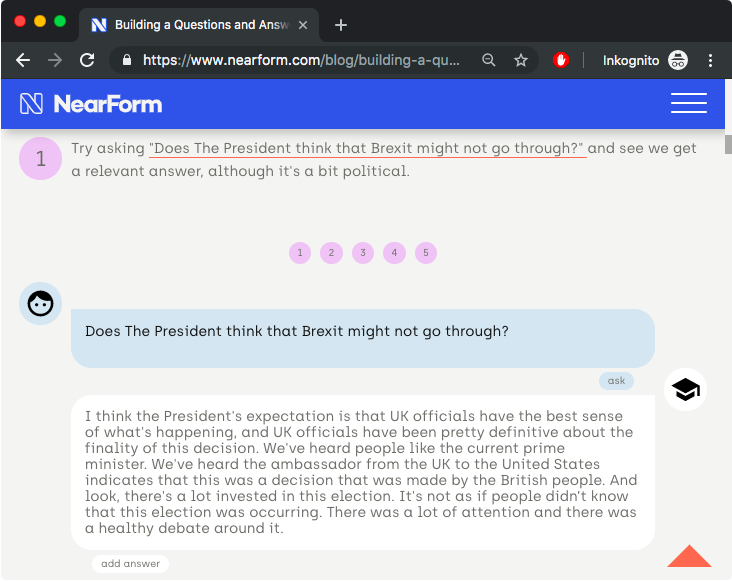 Building a Questions and Answ
https://www.nearform.com/blog/building-a-qu...
Inkognito
NearForm
1
Try asking "Does The President think that Brexit might not go through?" and see we get
a relevant answer, although it's a bit political.
1 2 3 4 5
Does The President think that Brexit might not go through?
ask
I think the President's expectation is that UK officials have the best sense
of what's happening, and UK officials have been pretty definitive about the
finality of this decision. We've heard people like the current prime
minister. We've heard the ambassador from the UK to the United States
indicates that this was a decision that was made by the British people. And
look, there's a lot invested in this election. It's not as if people didn't know
that this election was occurring. There was a lot of attention and there was
a healthy debate around it.
add answer